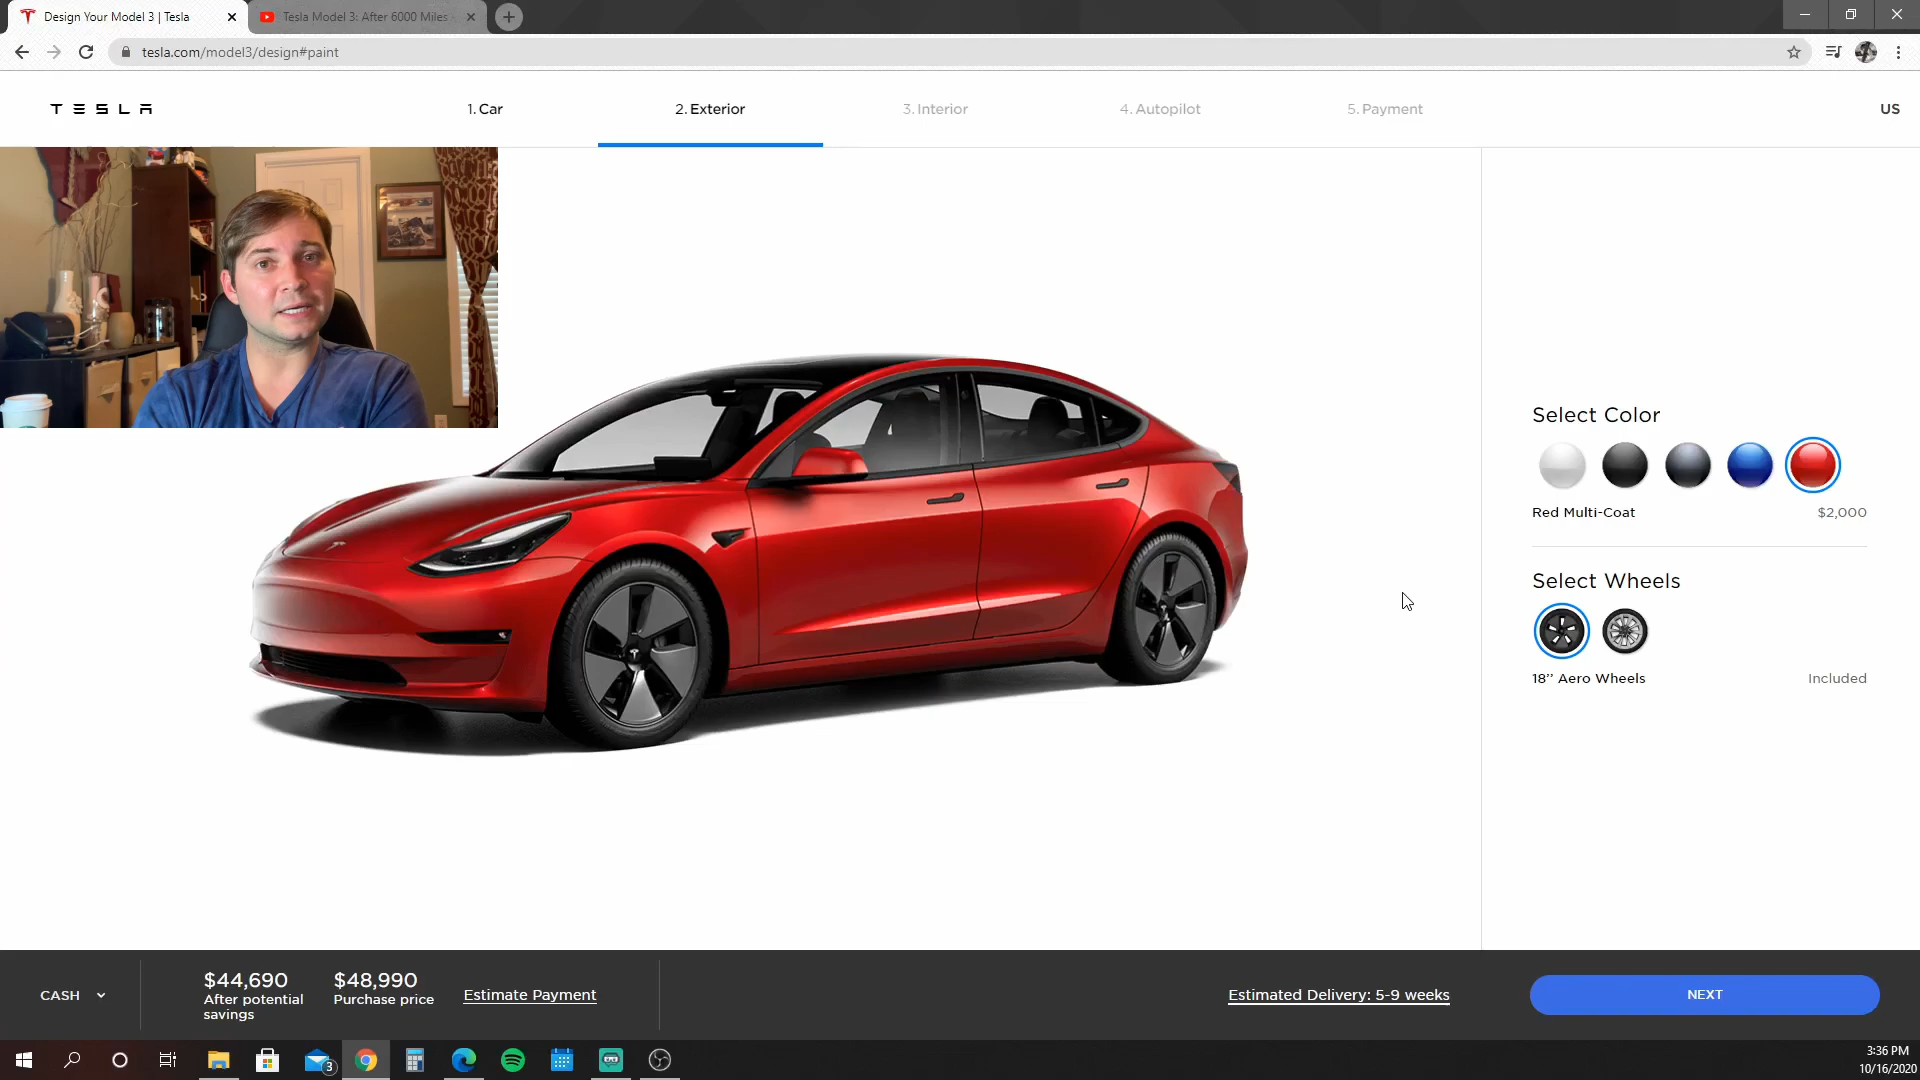 Design Your Model 3 | Tesla
Tesla Model 3: After 6000 Miles -
tesla.com/model3/design#paint
TESLA
1. Car
2. Exterior
3. Interior
4. Autopilot
5. Payment
US
Select Color
Red Multi-Coat
$2,000
Select Wheels
18’’ Aero Wheels
Included
CASH
$44,690
After potential
savings
$48,990
Purchase price
Estimate Payment
Estimated Delivery: 5-9 weeks
NEXT
3
3:36 PM
10/16/2020